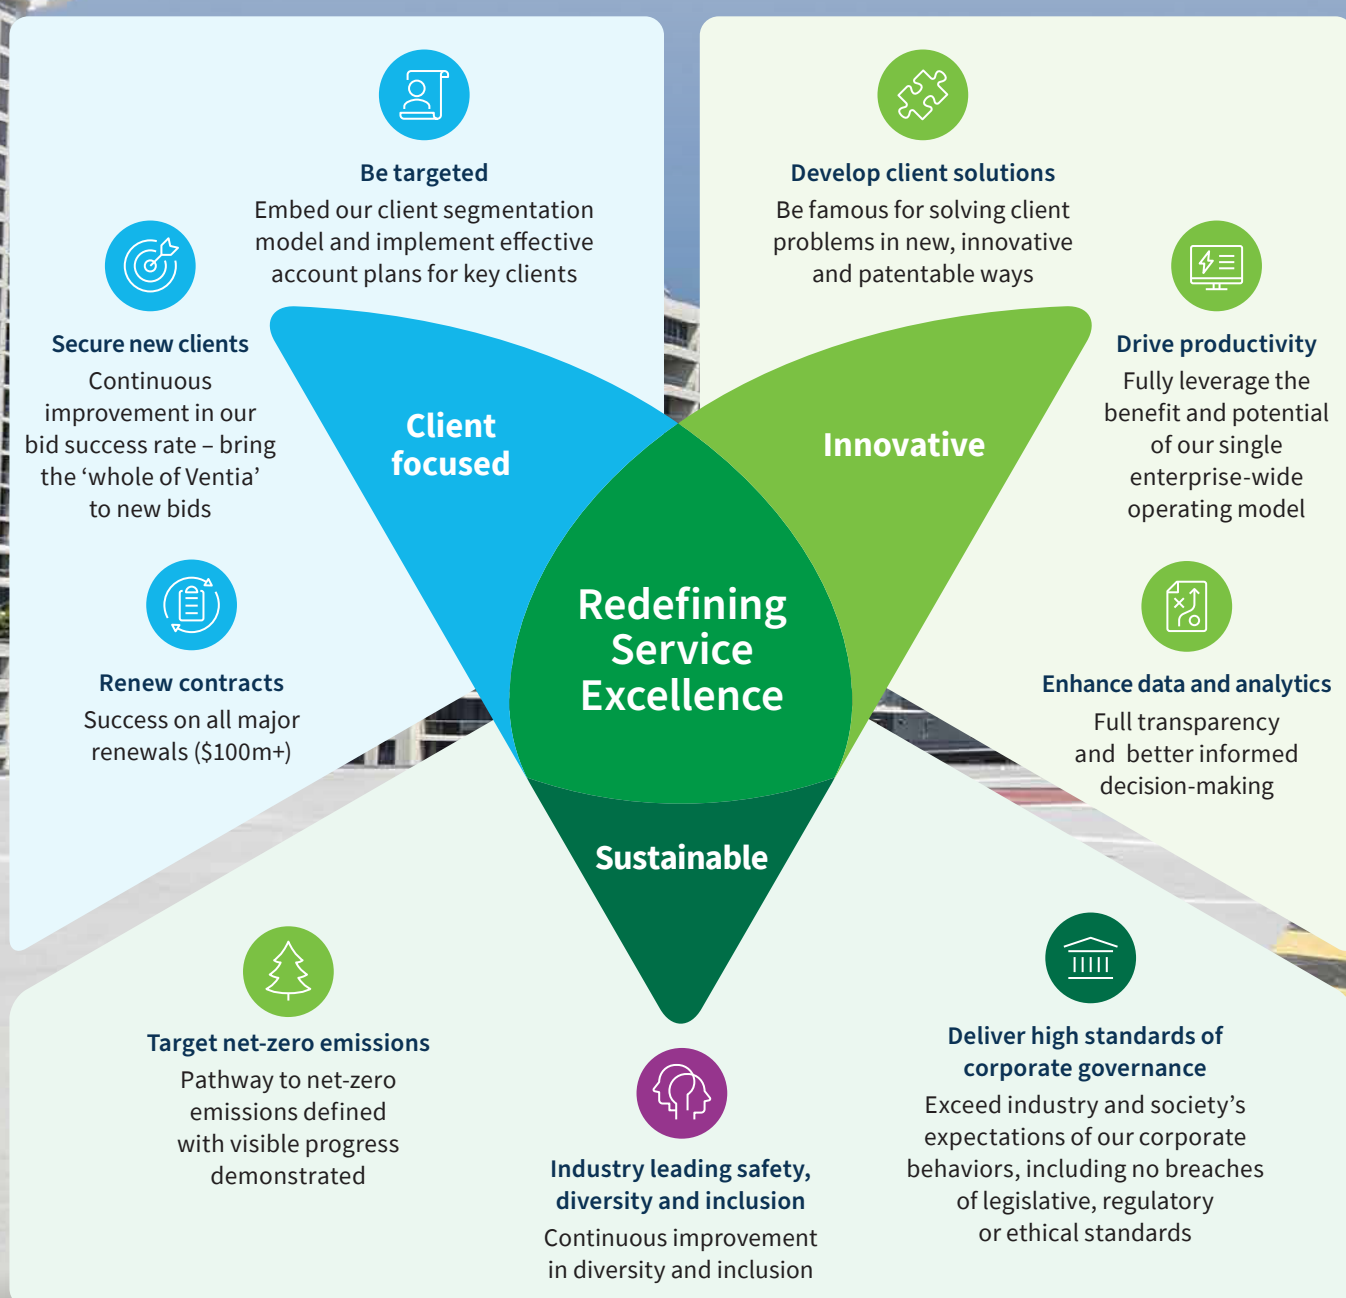 Be targeted
Embed our client segmentation
model and implement effective
account plans for key clients
Secure new clients
Continuous
improvement in our
bid success rate – bring
the ‘whole of Ventia’
to new bids
Renew contracts
Success on all major
renewals ($100m+)
Client
focused
Develop client solutions
Be famous for solving client
problems in new, innovative
and patentable ways
Drive productivity
Fully leverage the
benefit and potential
of our single
enterprise-wide
operating model
Enhance data and analytics
Full transparency
and better informed
decision-making
Innovative
Redefining
Service
Excellence
Sustainable
Target net-zero emissions
Pathway to net-zero
emissions defined
with visible progress
demonstrated
Industry leading safety,
diversity and inclusion
Continuous improvement
in diversity and inclusion
Deliver high standards of
corporate governance
Exceed industry and society’s
expectations of our corporate
behaviors, including no breaches
of legislative, regulatory
or ethical standards